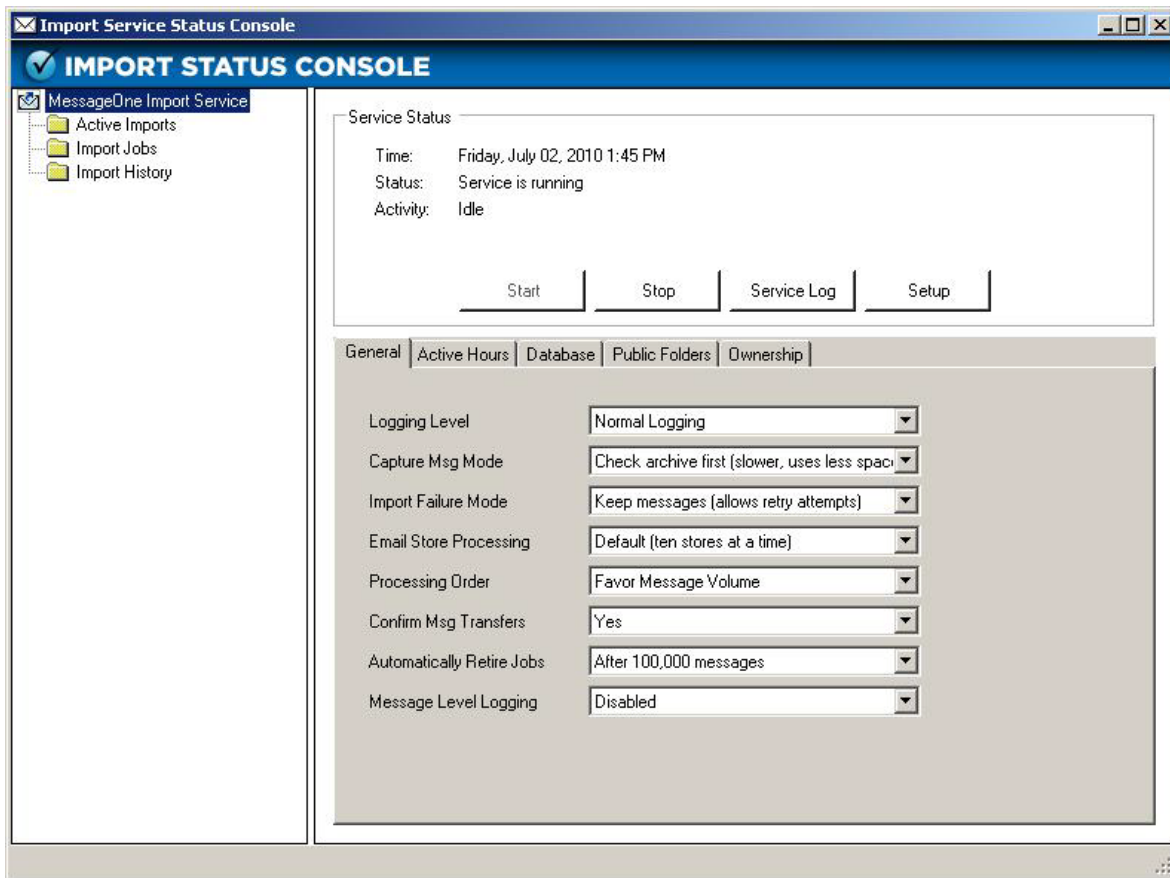 Import Service Status Console
IMPORT STATUS CONSOLE
MessageOne Import Service
Active Imports
Import Jobs
Import History
Service Status
Time: Friday, July 02, 2010 1:45 PM
Status: Service is running
Activity: Idle
Start Stop Service Log Setup
General Active Hours Database Public Folders Ownership
Logging Level Normal Logging
Capture Msg Mode Check archive first (slower, uses less spac
Import Failure Mode Keep messages (allows retry attempts)
Email Store Processing Default (ten stores at a time)
Processing Order Favor Message Volume
Confirm Msg Transfers Yes
Automatically Retire Jobs After 100,000 messages
Message Level Logging Disabled